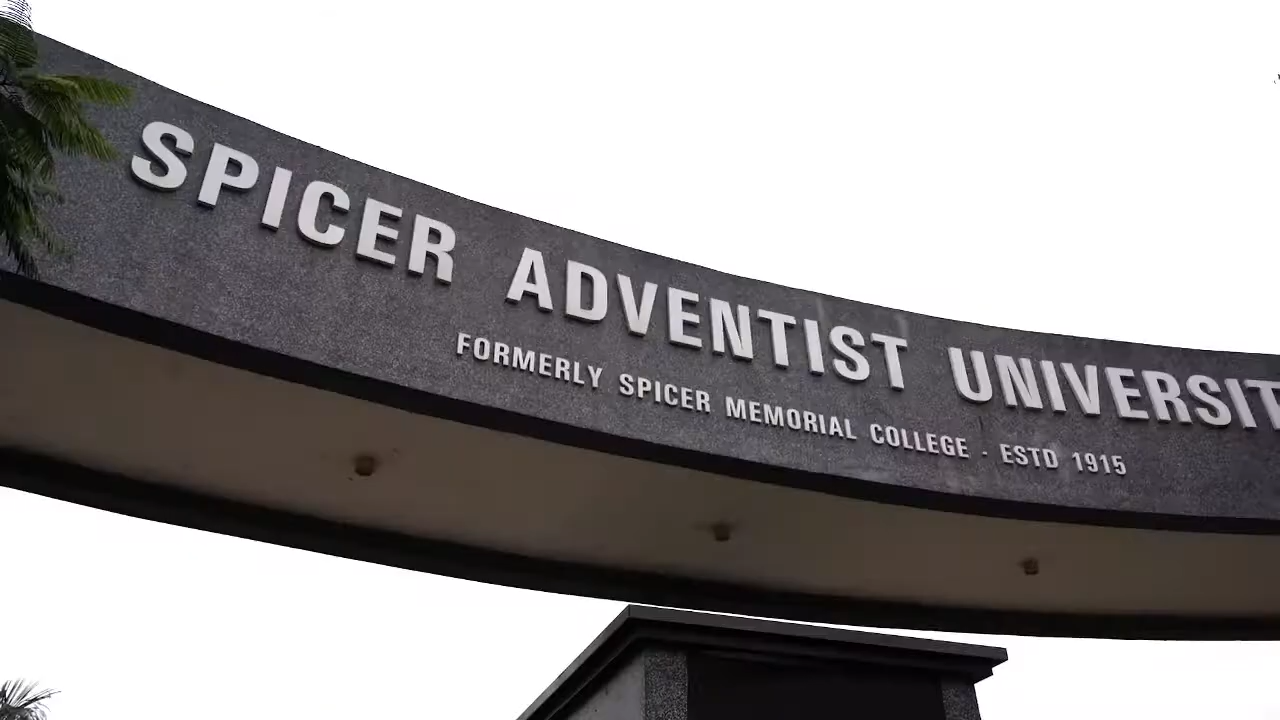 SPICER ADVENTIST UNIVERSIT
FORMERLY SPICER MEMORIAL COLLEGE · ESTD 1915